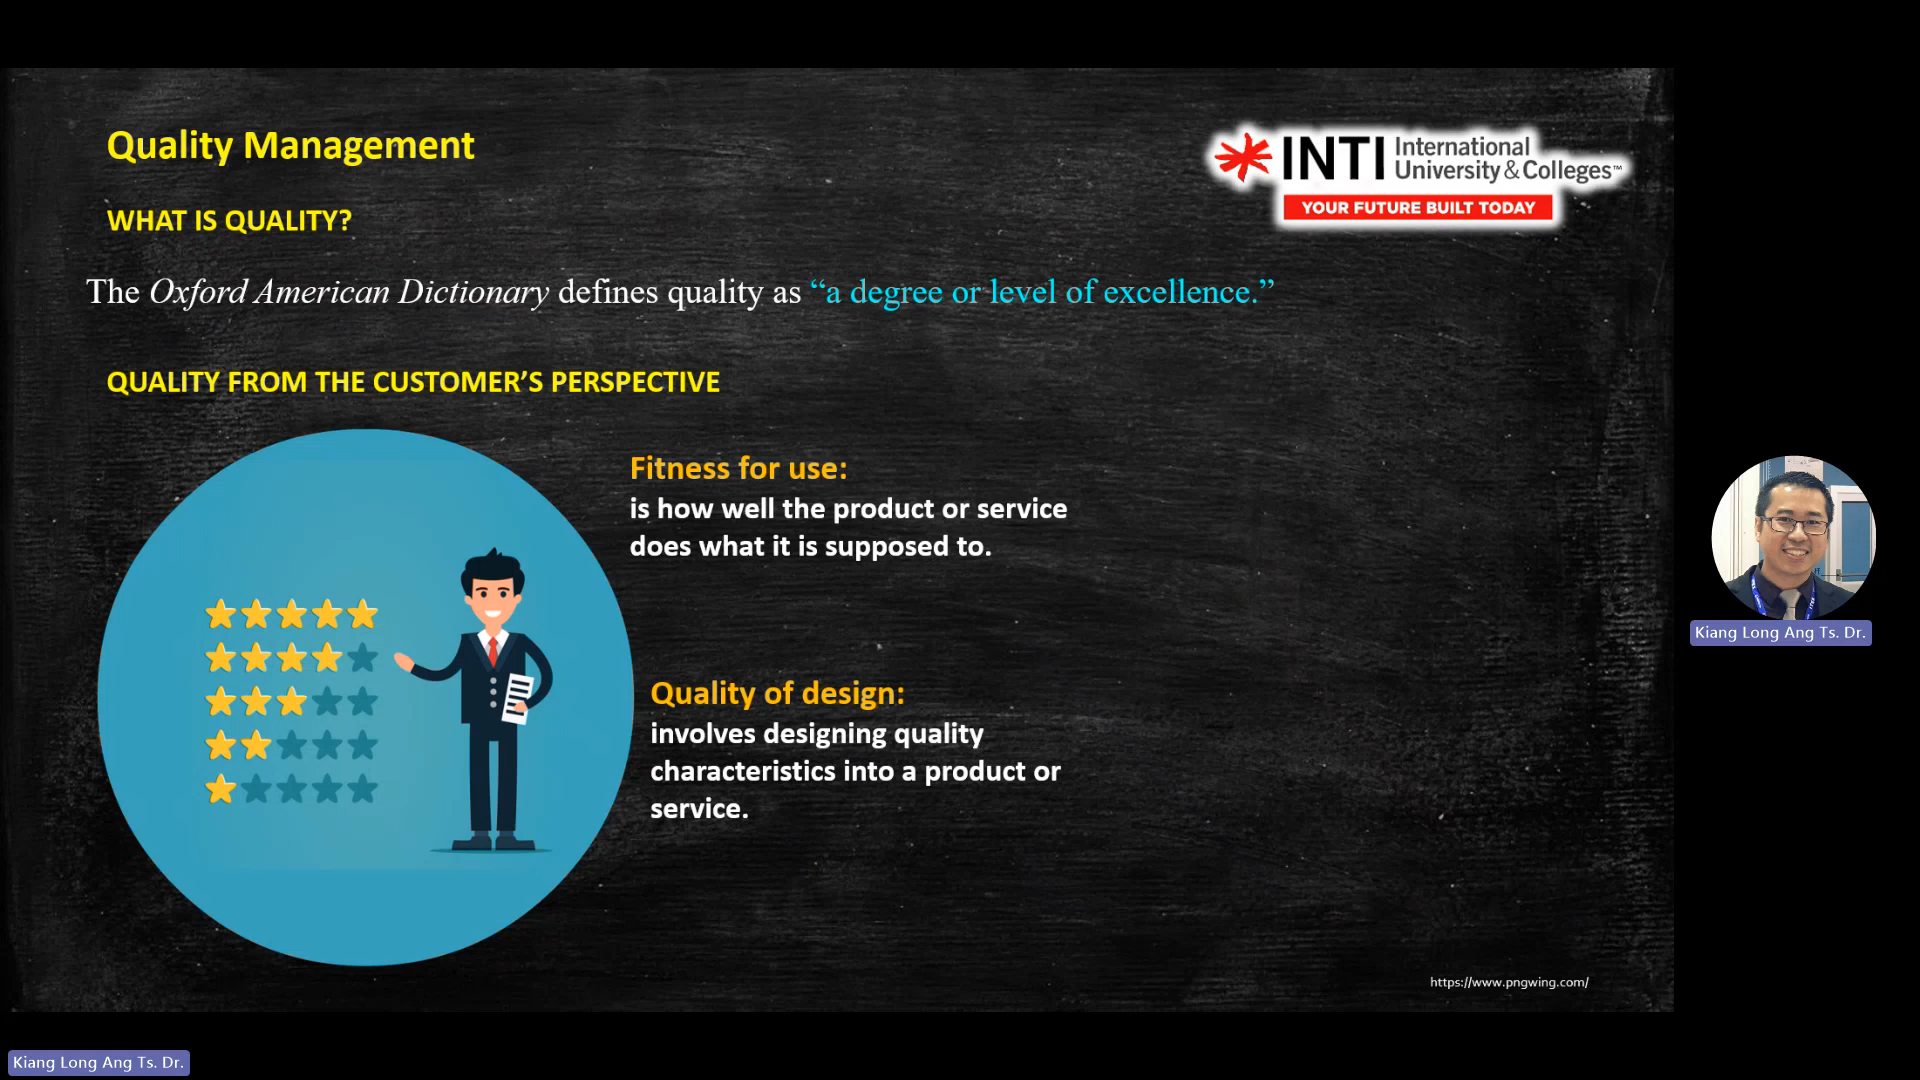 Quality Management
INTI International
University & Colleges™
YOUR FUTURE BUILT TODAY
WHAT IS QUALITY?
The Oxford American Dictionary defines quality as “a degree or level of excellence.”
QUALITY FROM THE CUSTOMER’S PERSPECTIVE
Fitness for use:
is how well the product or service
does what it is supposed to.
Quality of design:
involves designing quality
characteristics into a product or
service.
https://www.pngwing.com/
Kiang Long Ang Ts. Dr.
Kiang Long Ang Ts. Dr.